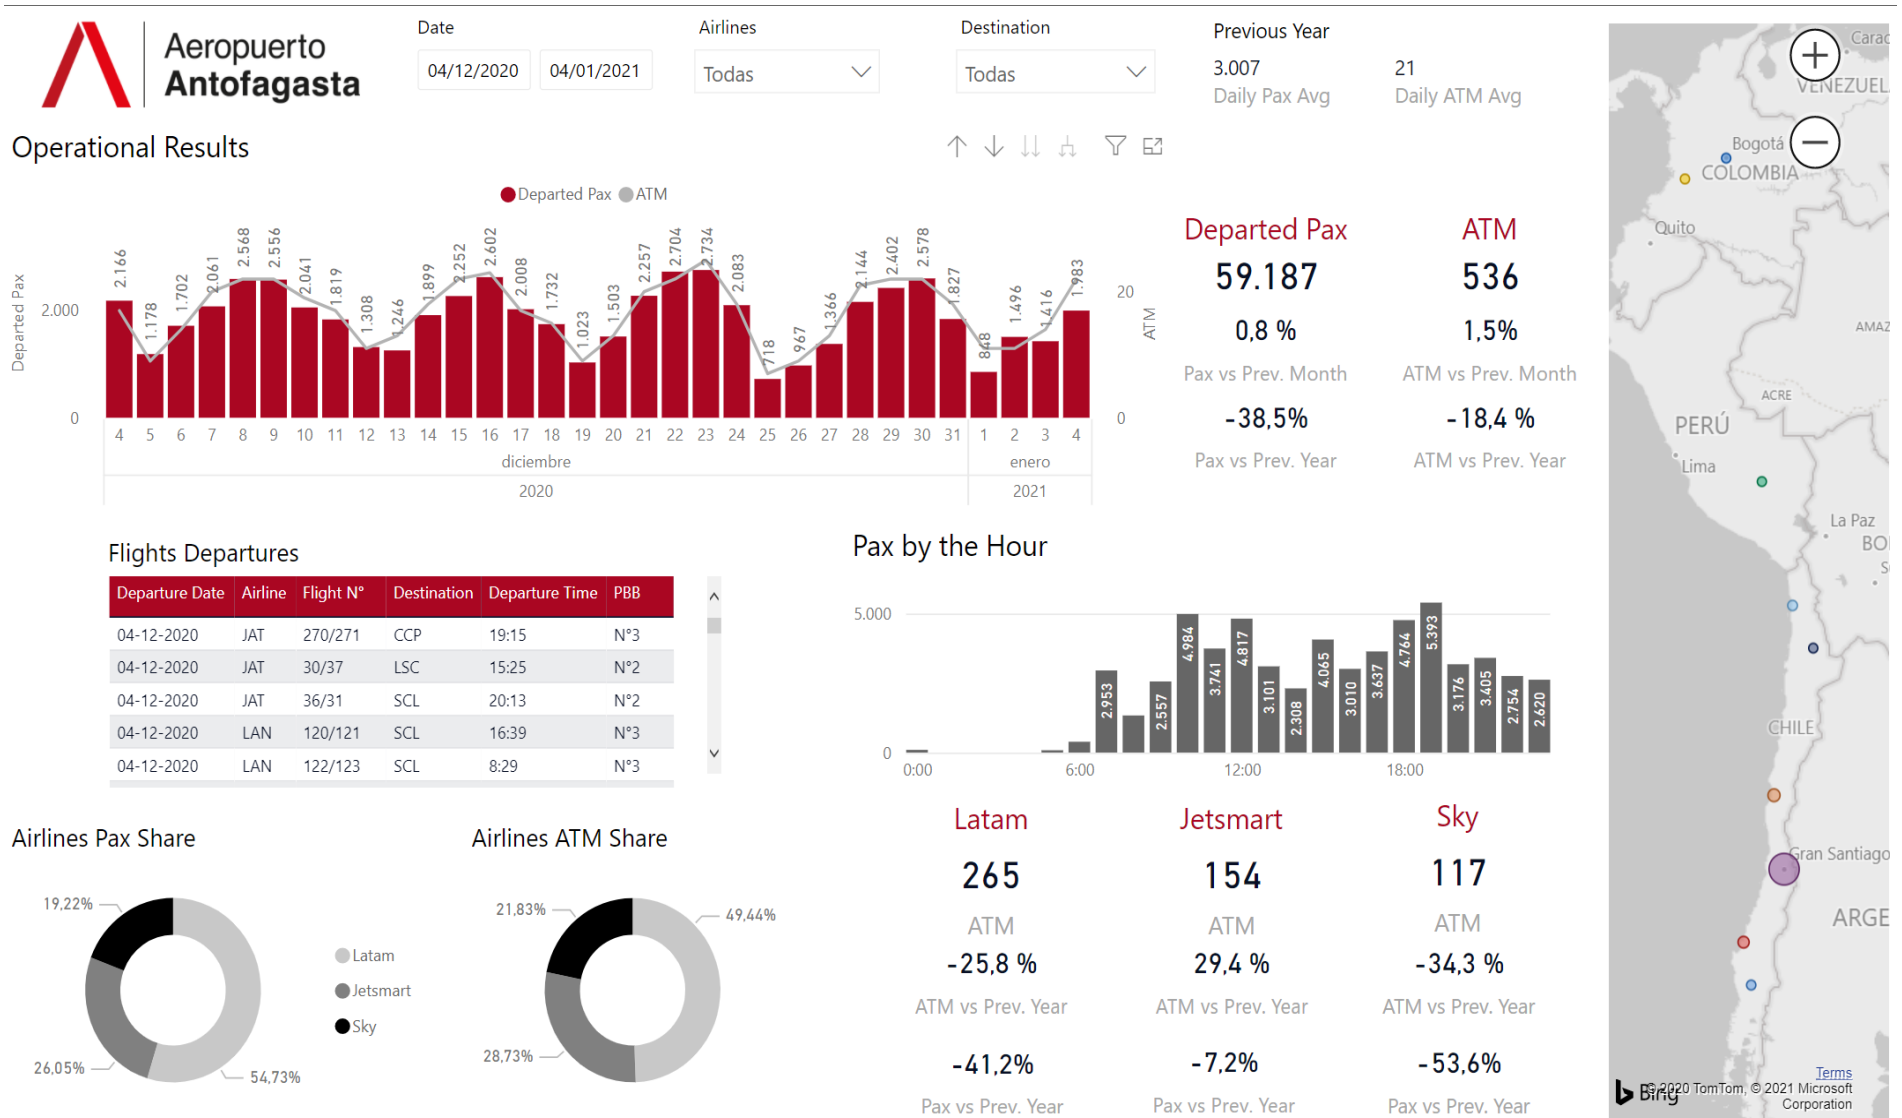 Aeropuerto
Antofagasta
Date
04/12/2020 04/01/2021
Airlines
Todas
Destination
Todas
Previous Year
3.007
Daily Pax Avg
21
Daily ATM Avg
Operational Results
Departed Pax ATM
Departed Pax
2.000
0
2.166 1.178 1.702 2.061 2.568 2.556 2.041 1.819 1.308 1.246 1.899 2.252 2.602 2.008 1.732 1.023 1.503 2.257 2.704 2.734 2.083 718 967 1.366 2.144 2.402 2.578 1.827 848 1.496 1.416 1.983
20
0
ATM
4 5 6 7 8 9 10 11 12 13 14 15 16 17 18 19 20 21 22 23 24 25 26 27 28 29 30 31 1 2 3 4
diciembre enero
2020 2021
Departed Pax
59.187
0,8 %
Pax vs Prev. Month
-38,5%
Pax vs Prev. Year
ATM
536
1,5%
ATM vs Prev. Month
-18,4 %
ATM vs Prev. Year
Flights Departures
Departure Date Airline Flight N° Destination Departure Time PBB
04-12-2020 JAT 270/271 CCP 19:15 N°3
04-12-2020 JAT 30/37 LSC 15:25 N°2
04-12-2020 JAT 36/31 SCL 20:13 N°2
04-12-2020 LAN 120/121 SCL 16:39 N°3
04-12-2020 LAN 122/123 SCL 8:29 N°3
Pax by the Hour
5.000
0
2.953 2.557 4.984 3.741 4.817 3.101 2.308 4.065 3.010 3.637 4.764 5.393 3.176 3.405 2.754 2.620
0:00 6:00 12:00 18:00
Airlines Pax Share
19,22%
26,05%
54,73%
Latam
Jetsmart
Sky
Airlines ATM Share
21,83%
49,44%
28,73%
Latam
265
ATM
-25,8 %
ATM vs Prev. Year
-41,2%
Pax vs Prev. Year
Jetsmart
154
ATM
29,4 %
ATM vs Prev. Year
-7,2%
Pax vs Prev. Year
Sky
117
ATM
-34,3 %
ATM vs Prev. Year
-53,6%
Pax vs Prev. Year
Carac
VENEZUEL
Bogotá
COLOMBIA
Quito
AMAZ
ACRE
PERÚ
Lima
La Paz
BO
S
CHILE
Gran Santiago
ARGE
Terms
Bing
© 2020 TomTom, © 2021 Microsoft
Corporation